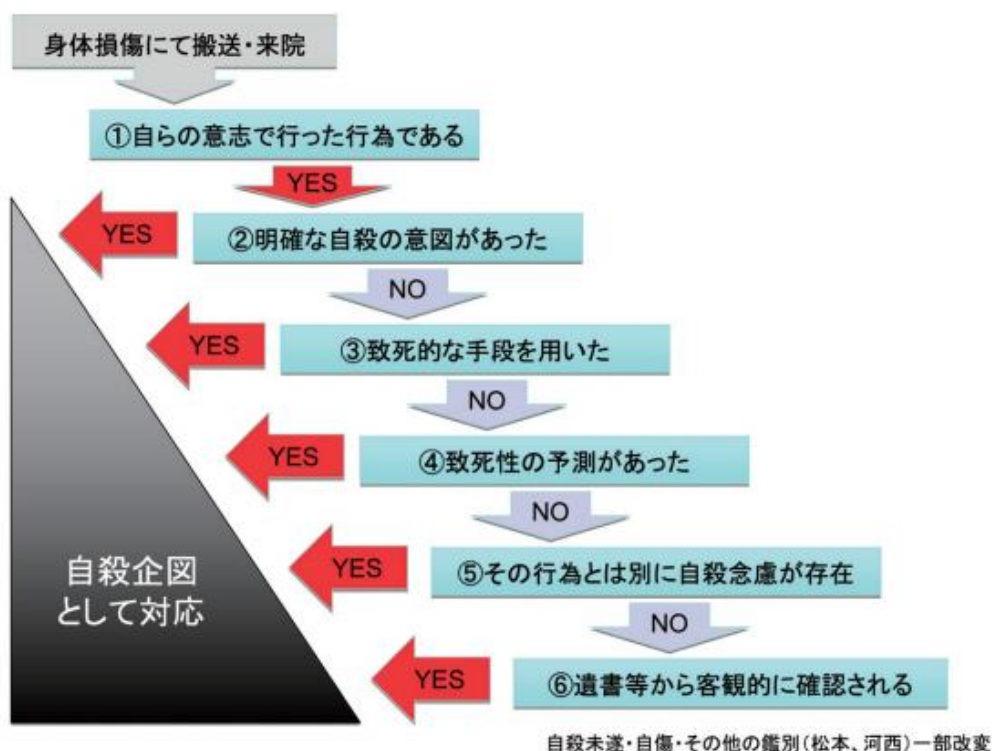 身体損傷にて搬送・来院
①自らの意志で行った行為である
YES
YES
②明確な自殺の意図があった
NO
YES
③致死的な手段を用いた
NO
YES
④致死性の予測があった
NO
YES
⑤その行為とは別に自殺念慮が存在
自殺企図
として対応
NO
YES
⑥遺書等から客観的に確認される
自殺未遂・自傷・その他の鑑別(松本、河西)一部改変